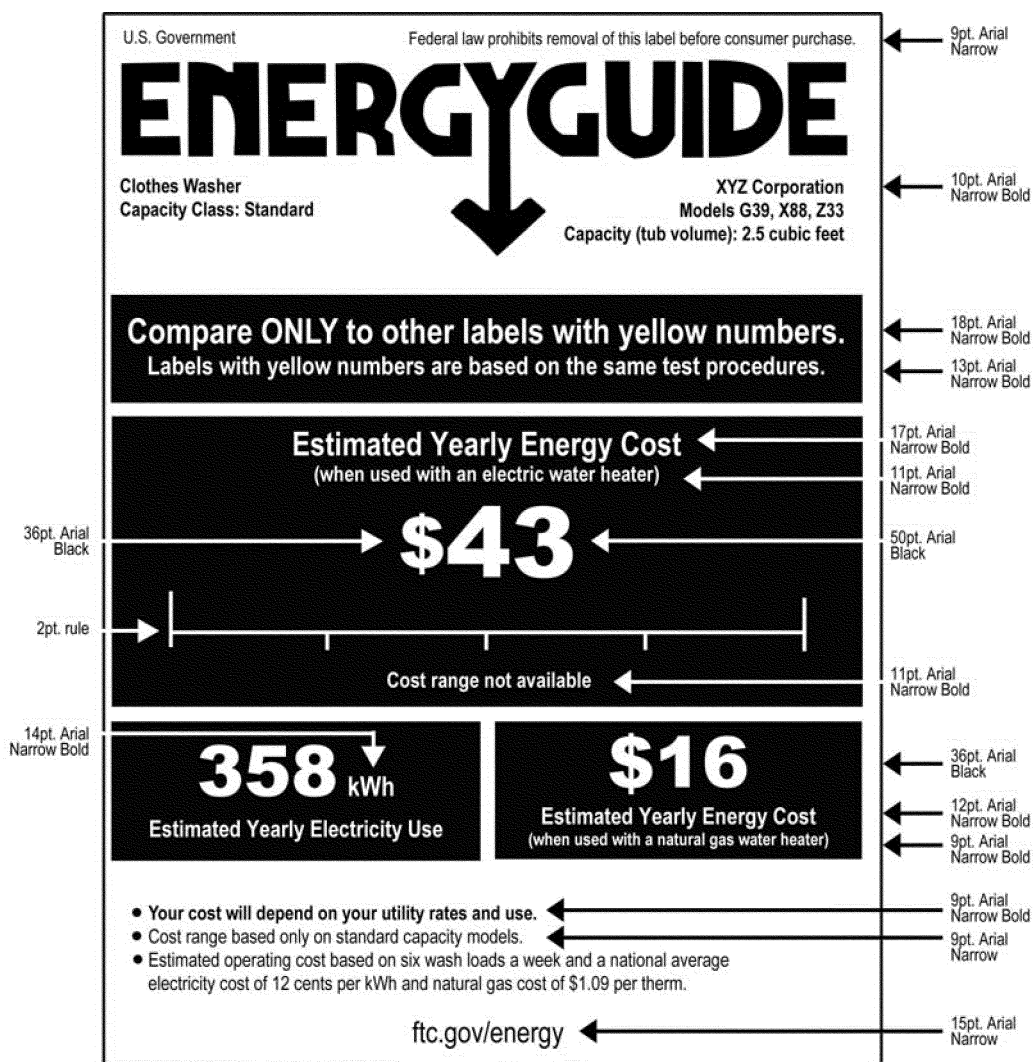 U.S. Government
Federal law prohibits removal of this label before consumer purchase.
9pt. Arial
Narrow
ENERGYGUIDE
Clothes Washer
Capacity Class: Standard
XYZ Corporation
Models G39, X88, Z33
Capacity (tub volume): 2.5 cubic feet
10pt. Arial
Narrow Bold
Compare ONLY to other labels with yellow numbers.
18pt. Arial
Narrow Bold
Labels with yellow numbers are based on the same test procedures.
13pt. Arial
Narrow Bold
Estimated Yearly Energy Cost
17pt. Arial
Narrow Bold
(when used with an electric water heater)
11pt. Arial
Narrow Bold
36pt. Arial
Black
$43
50pt. Arial
Black
2pt. rule
Cost range not available
11pt. Arial
Narrow Bold
14pt. Arial
Narrow Bold
358 kWh
Estimated Yearly Electricity Use
$16
36pt. Arial
Black
Estimated Yearly Energy Cost
12pt. Arial
Narrow Bold
(when used with a natural gas water heater)
9pt. Arial
Narrow Bold
● Your cost will depend on your utility rates and use.
9pt. Arial
Narrow Bold
● Cost range based only on standard capacity models.
9pt. Arial
Narrow
● Estimated operating cost based on six wash loads a week and a national average
electricity cost of 12 cents per kWh and natural gas cost of $1.09 per therm.
ftc.gov/energy
15pt. Arial
Narrow